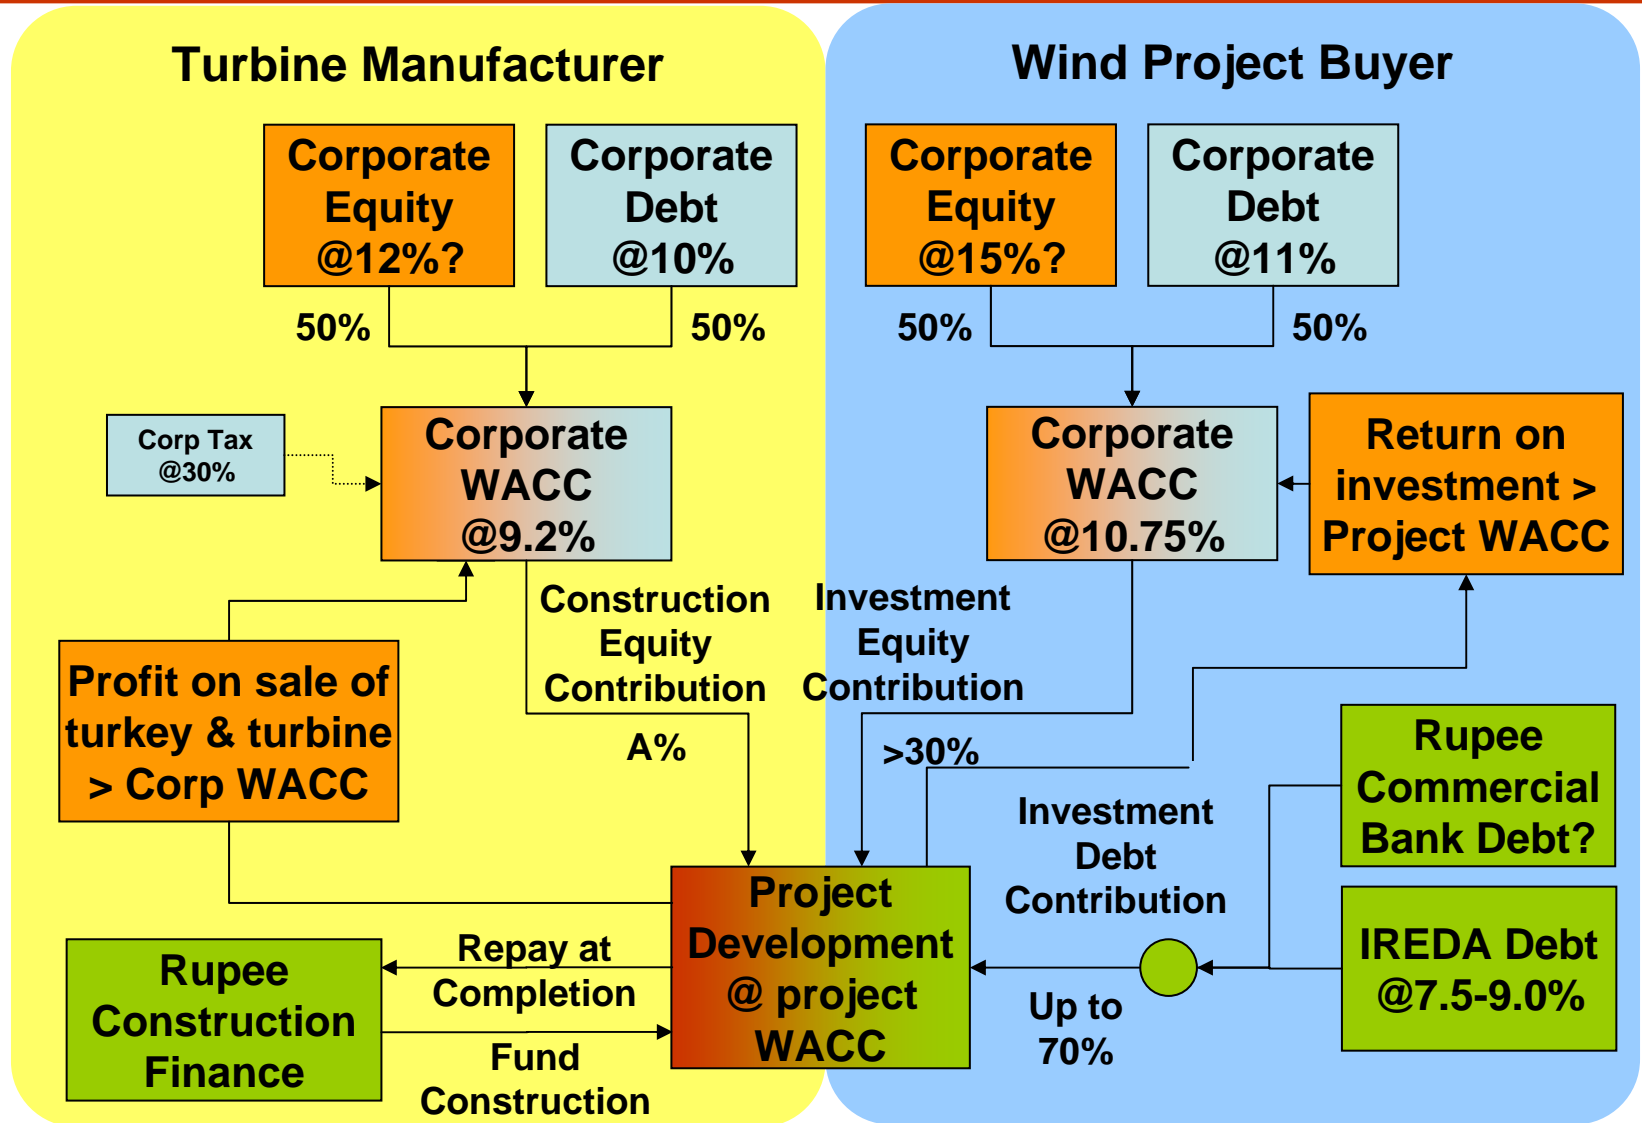 Turbine Manufacturer
Wind Project Buyer
Corporate
Equity
@12%?
Corporate
Debt
@10%
Corporate
Equity
@15%?
Corporate
Debt
@11%
50%
50%
50%
50%
Corp Tax
@30%
Corporate
WACC
@9.2%
Corporate
WACC
@10.75%
Return on
investment >
Project WACC
Construction
Equity
Contribution
A%
Investment
Equity
Contribution
>30%
Profit on sale of
turkey & turbine
> Corp WACC
Rupee
Commercial
Bank Debt?
Investment
Debt
Contribution
Project
Development
@ project
WACC
IREDA Debt
@7.5-9.0%
Up to
70%
Rupee
Construction
Finance
Repay at
Completion
Fund
Construction